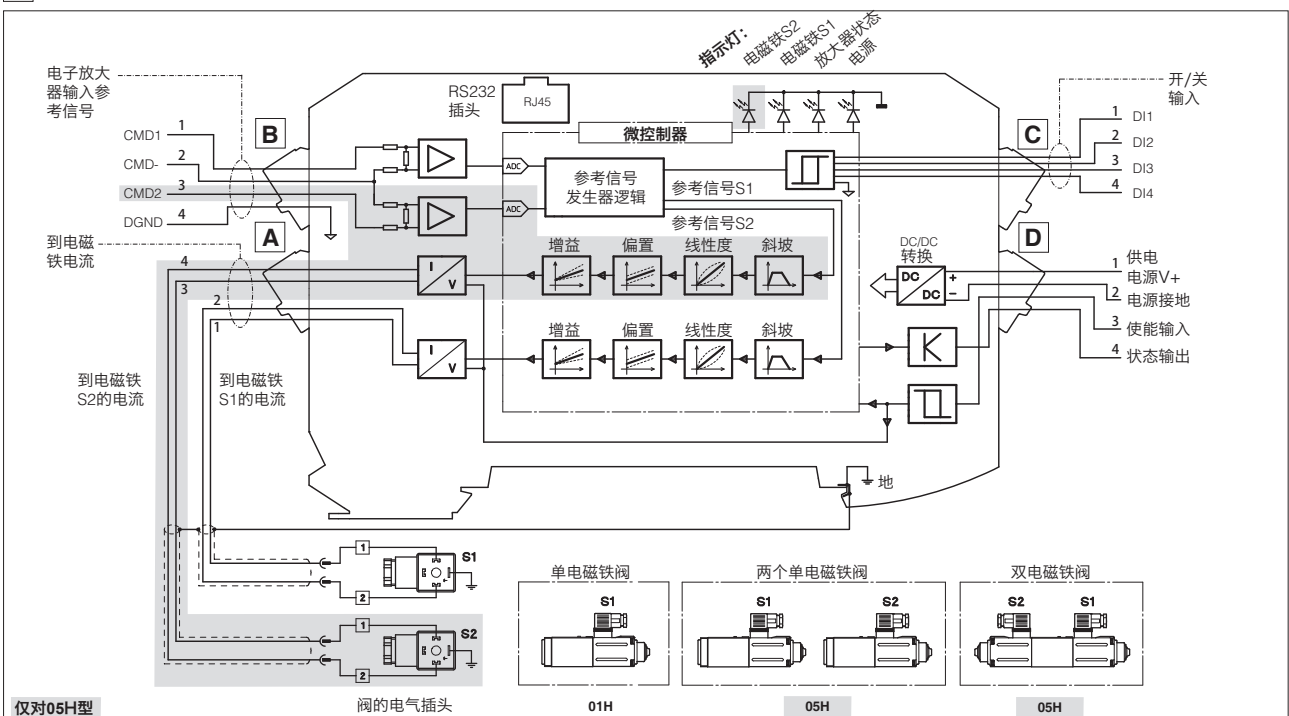 指示灯:
电磁铁S2
电磁铁S1
放大器状态
电源
电子放大
器输入参
考信号
RS232
插头
RJ45
开/关
输入
微控制器
CMD1 1
CMD- 2
CMD2 3
DGND 4
B
C
1 DI1
2 DI2
3 DI3
4 DI4
ADC
ADC
参考信号
发生器逻辑
参考信号S1
参考信号S2
到电磁
铁电流
A
D
4
3
2
1
I
V
增益
偏置
线性度
斜坡
DC/DC
转换
DC
DC
+
−
1 供电
电源V+
2 电源接地
3 使能输入
4 状态输出
I
V
增益
偏置
线性度
斜坡
到电磁铁
S2的电流
到电磁铁
S1的电流
地
1
2
S1
1
2
S2
阀的电气插头
单电磁铁阀
S1
01H
两个单电磁铁阀
S1
S2
05H
双电磁铁阀
S2
S1
05H
仅对05H型